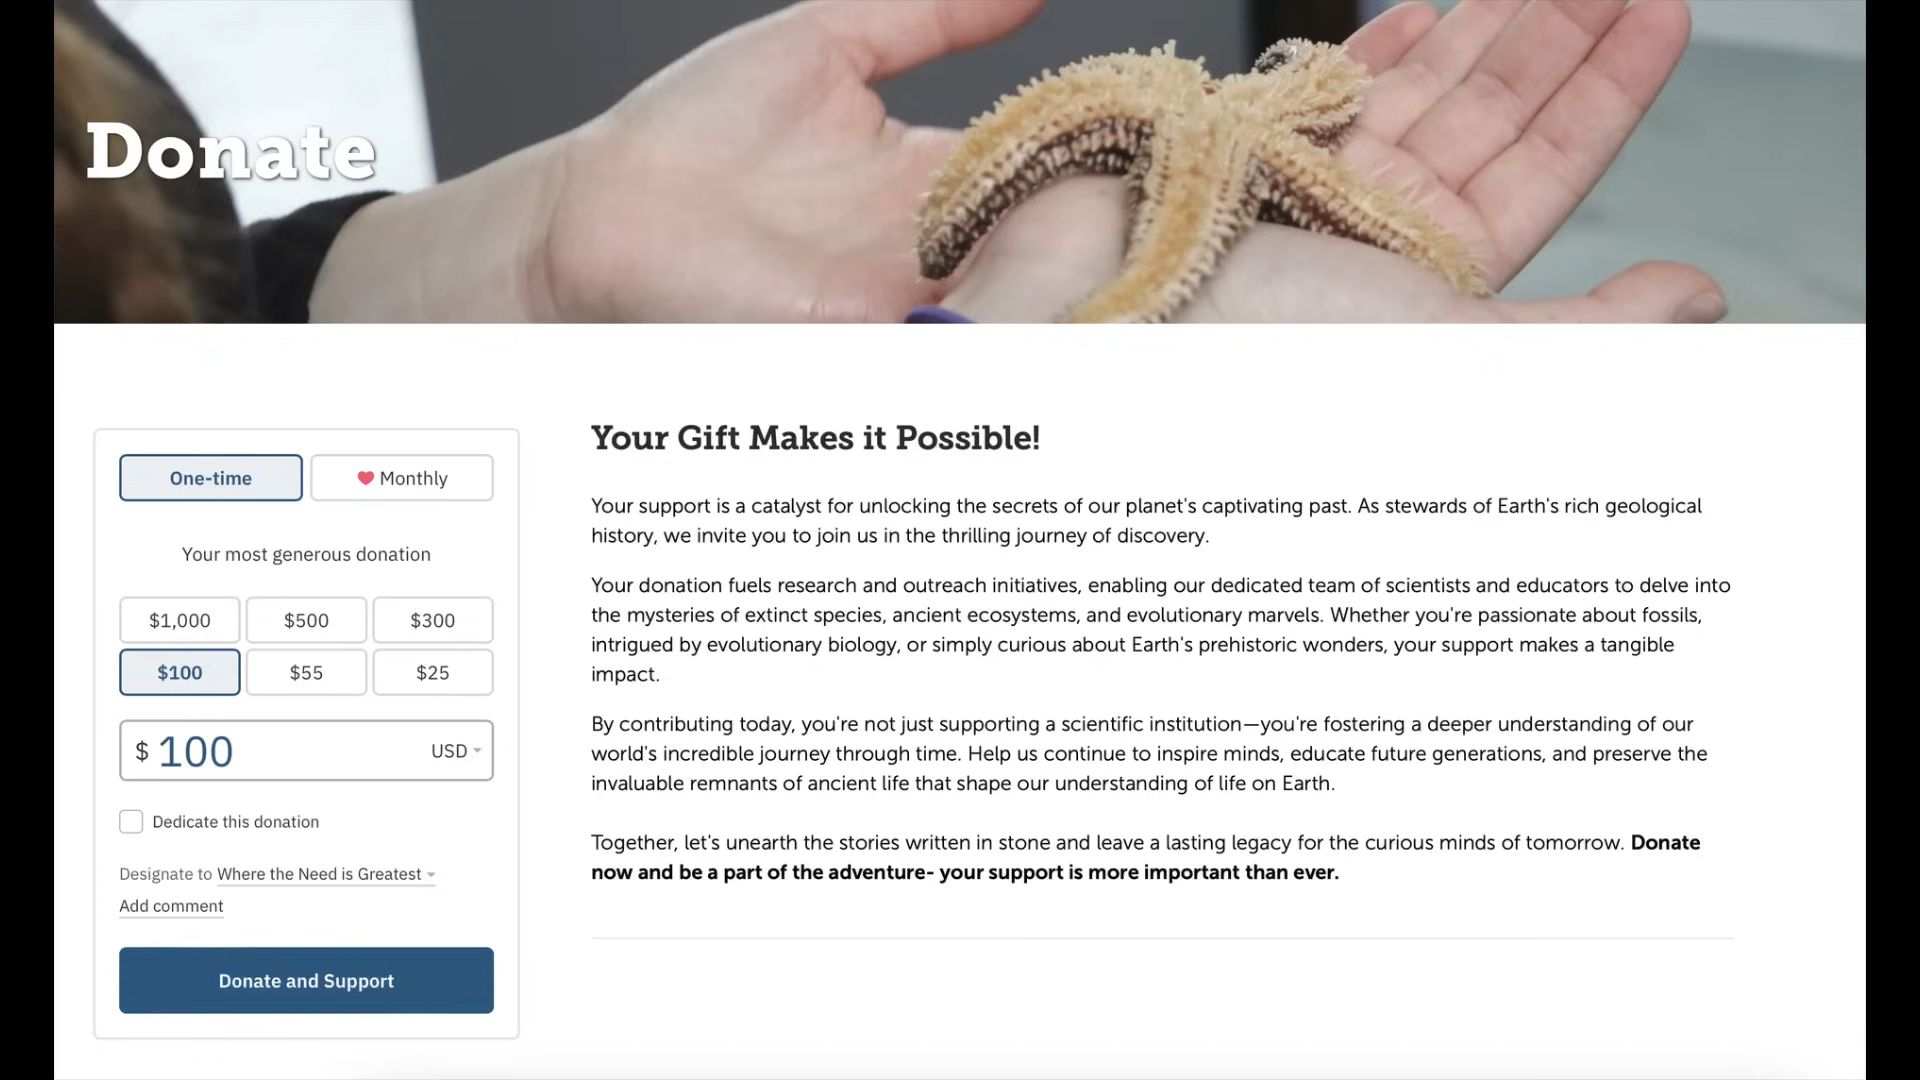 Donate
One-time
Monthly
Your most generous donation
$1,000
$500
$300
$100
$55
$25
$ 100 USD
Dedicate this donation
Designate to Where the Need is Greatest
Add comment
Donate and Support
Your Gift Makes it Possible!
Your support is a catalyst for unlocking the secrets of our planet's captivating past. As stewards of Earth's rich geological
history, we invite you to join us in the thrilling journey of discovery.
Your donation fuels research and outreach initiatives, enabling our dedicated team of scientists and educators to delve into
the mysteries of extinct species, ancient ecosystems, and evolutionary marvels. Whether you're passionate about fossils,
intrigued by evolutionary biology, or simply curious about Earth's prehistoric wonders, your support makes a tangible
impact.
By contributing today, you're not just supporting a scientific institution—you're fostering a deeper understanding of our
world's incredible journey through time. Help us continue to inspire minds, educate future generations, and preserve the
invaluable remnants of ancient life that shape our understanding of life on Earth.
Together, let's unearth the stories written in stone and leave a lasting legacy for the curious minds of tomorrow. Donate
now and be a part of the adventure- your support is more important than ever.